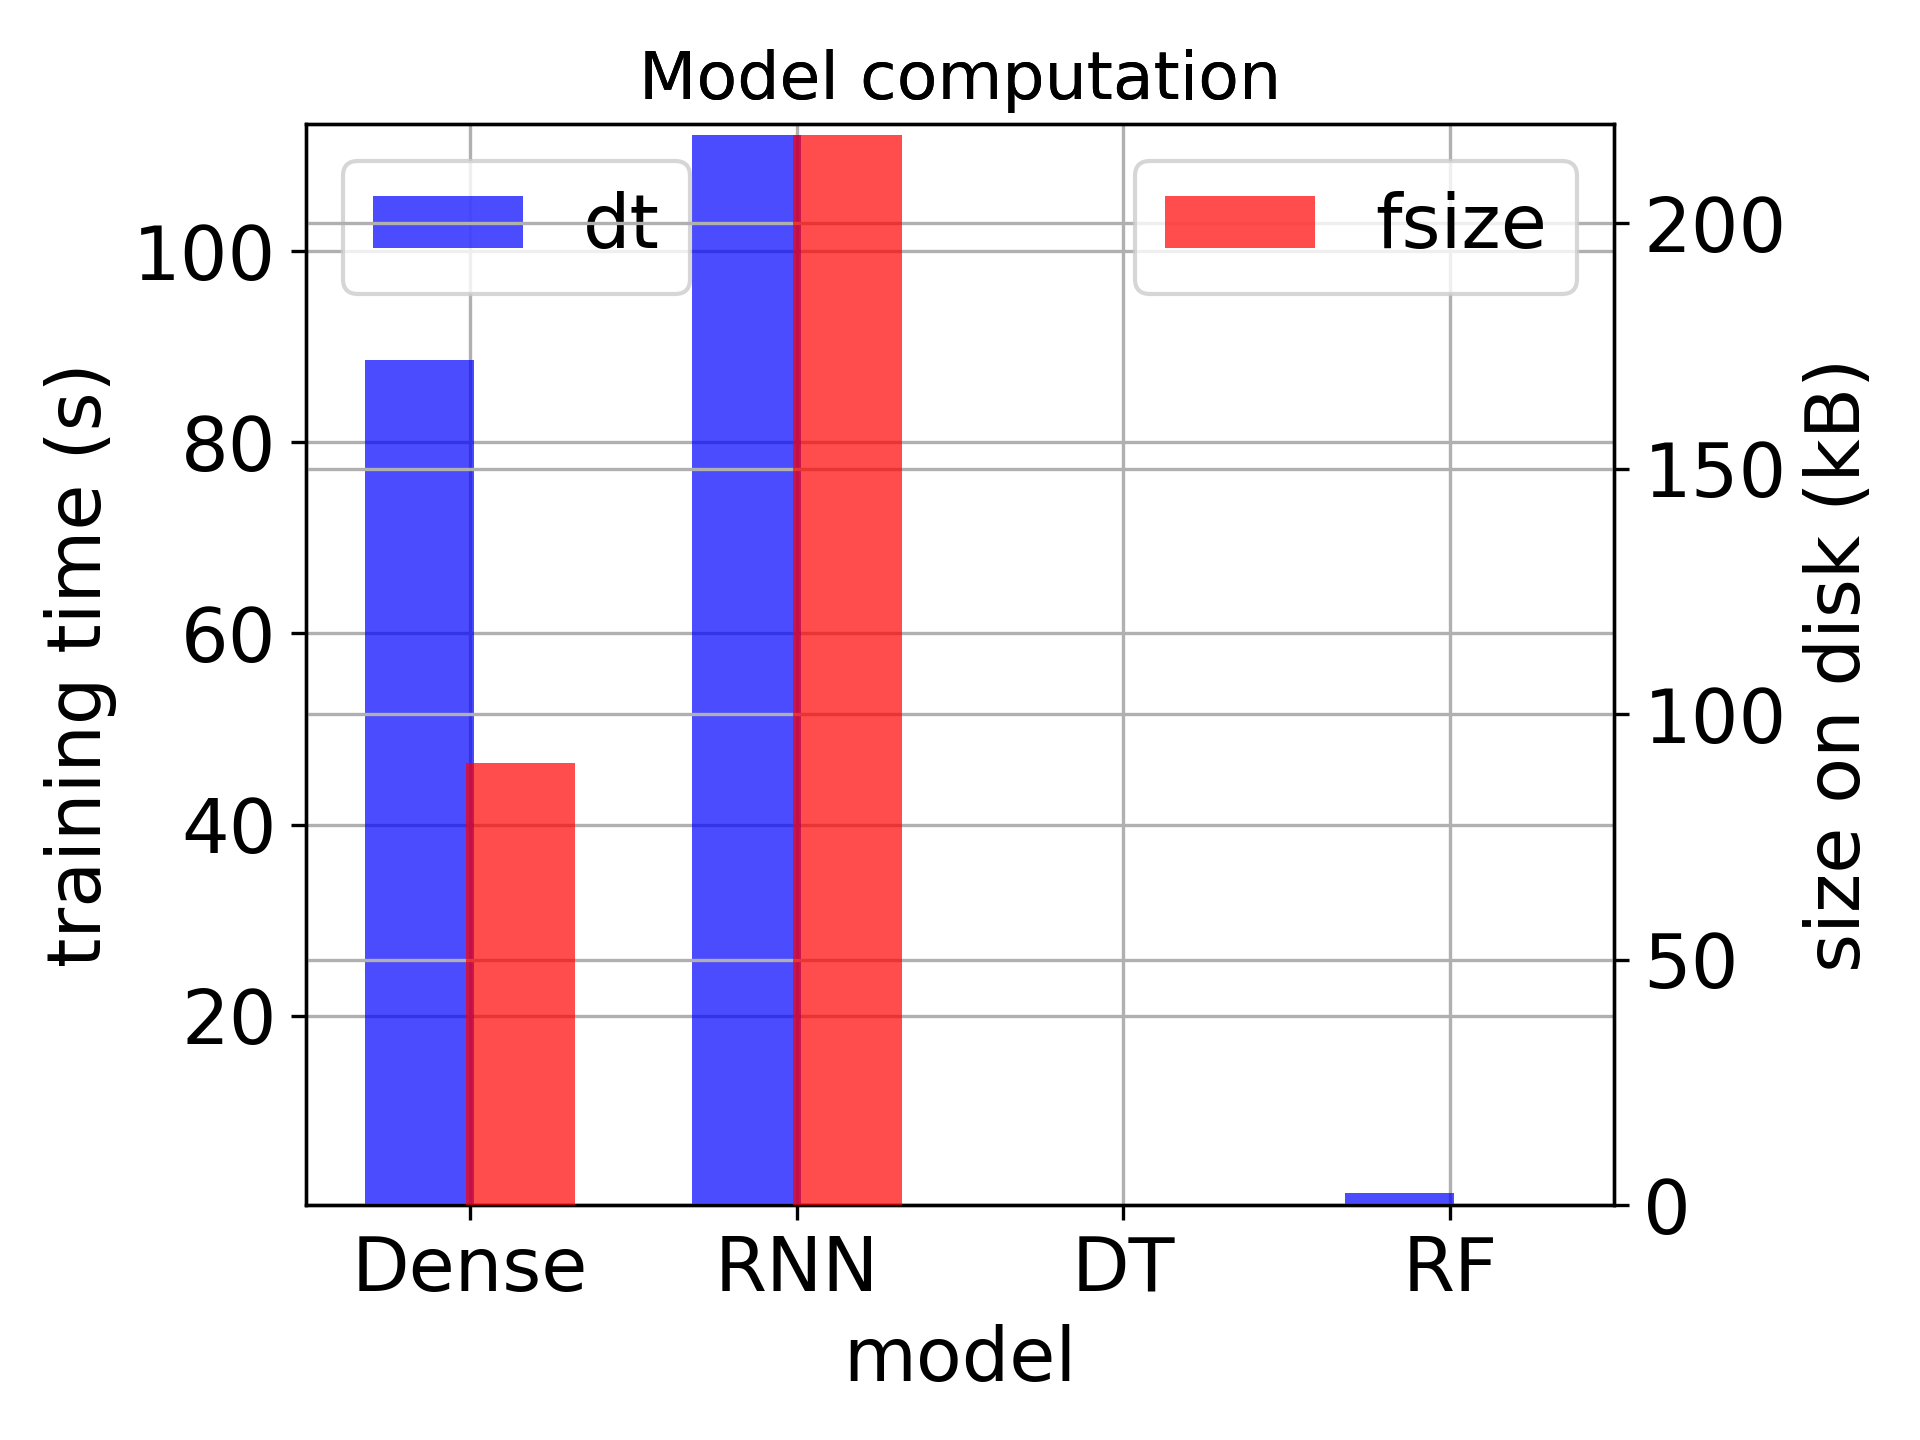 Model computation
dt
fsize
training time (s)
100
80
60
40
20
size on disk (kB)
200
150
100
50
0
Dense
RNN
DT
RF
model